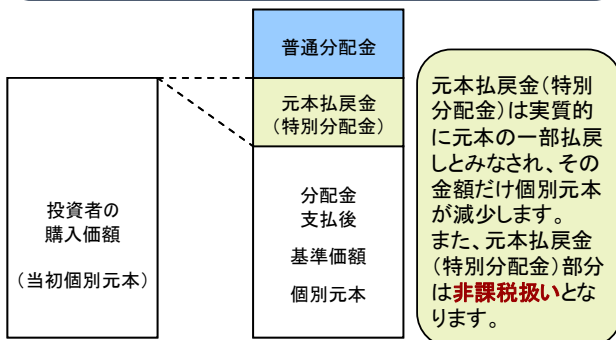 普通分配金
元本払戻金
（特別分配金）
投資者の
購入価額
（当初個別元本）
分配金
支払後
基準価額
個別元本
元本払戻金（特別
分配金）は実質的
に元本の一部払戻
しとみなされ、その
金額だけ個別元本
が減少します。
また、元本払戻金
（特別分配金）部分
は非課税扱いとな
ります。